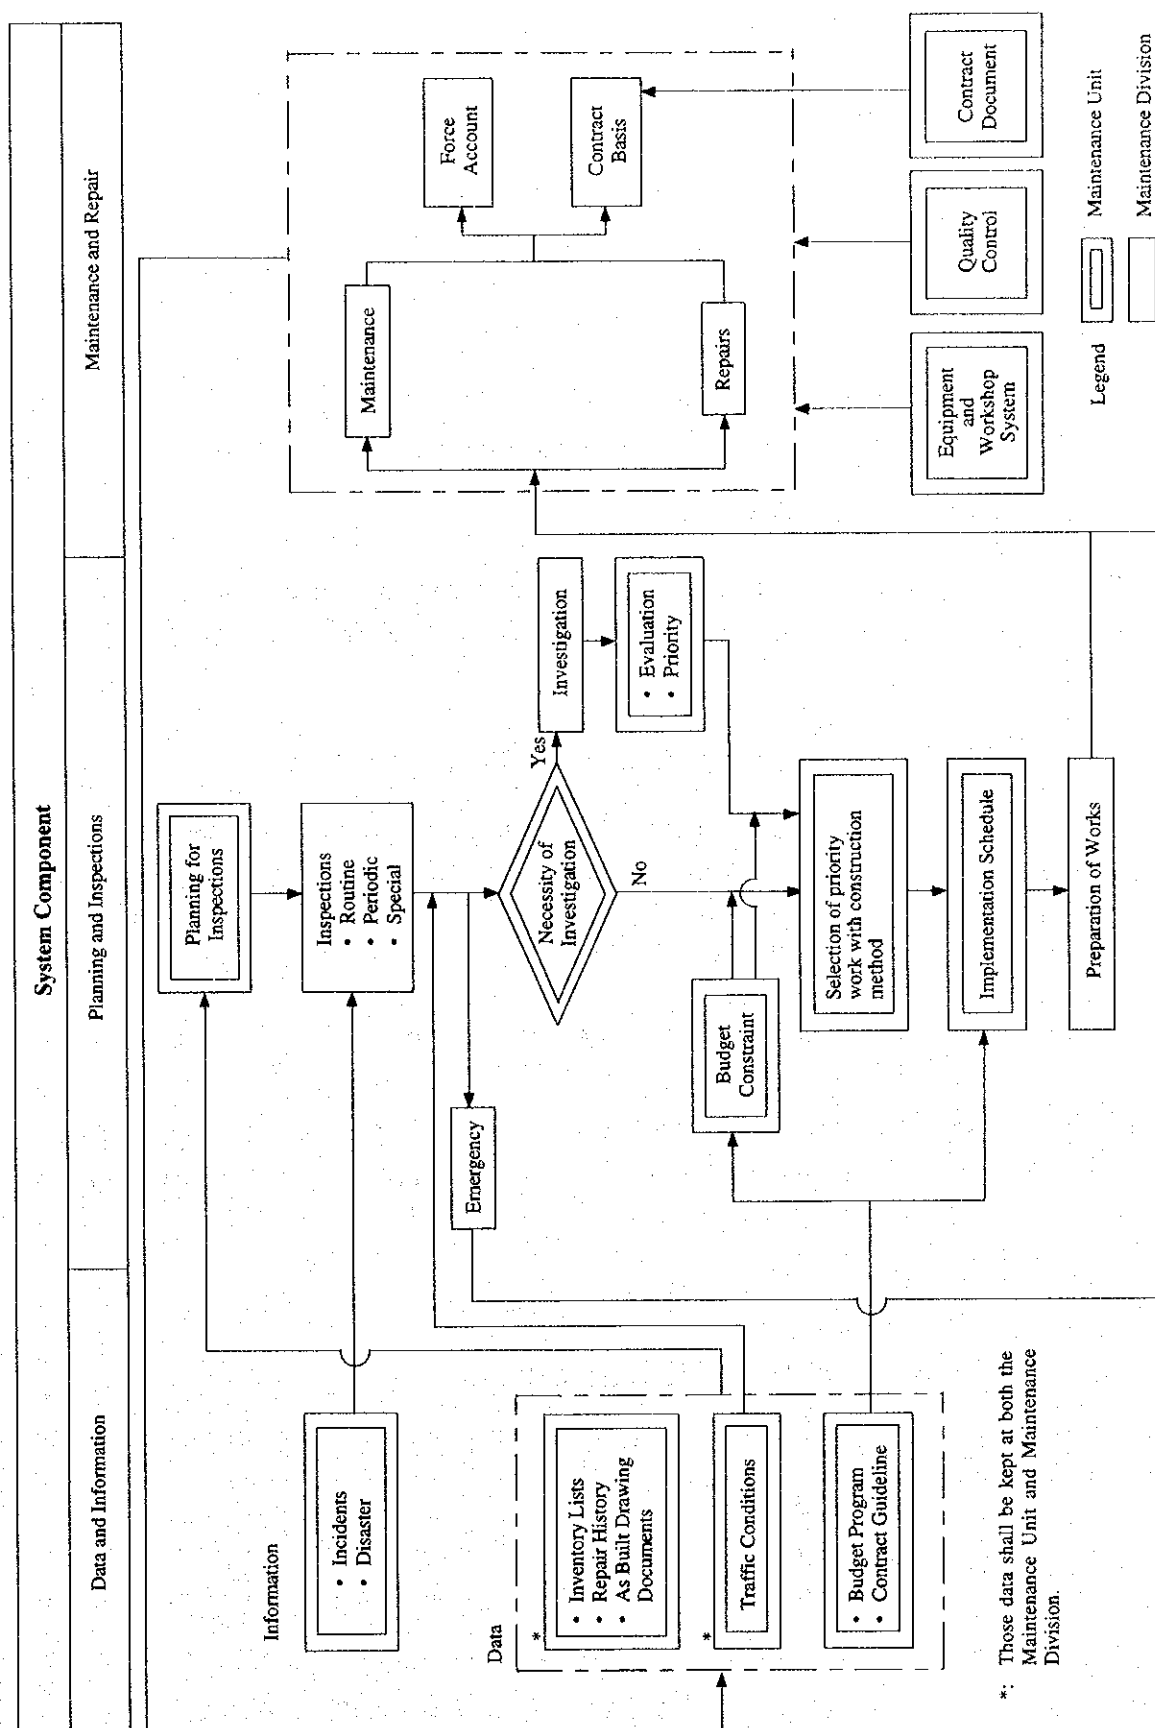 System Component
Data and Information
Planning and Inspections
Maintenance and Repair
Information
• Incidents
• Disaster
Data
*
• Inventory Lists
• Repair History
• As Built Drawing
Documents
*
Traffic Conditions
• Budget Program
• Contract Guideline
*: Those data shall be kept at both the
Maintenance Unit and Maintenance
Division.
Planning for
Inspections
Inspections
• Routine
• Periodic
• Special
Emergency
Necessity of
Investigation
Yes
No
Investigation
• Evaluation
• Priority
Budget
Constraint
Selection of priority
work with construction
method
Implementation Schedule
Preparation of Works
Maintenance
Repairs
Force
Account
Contract
Basis
Equipment
and
Workshop
System
Quality
Control
Contract
Document
Legend
Maintenance Unit
Maintenance Division